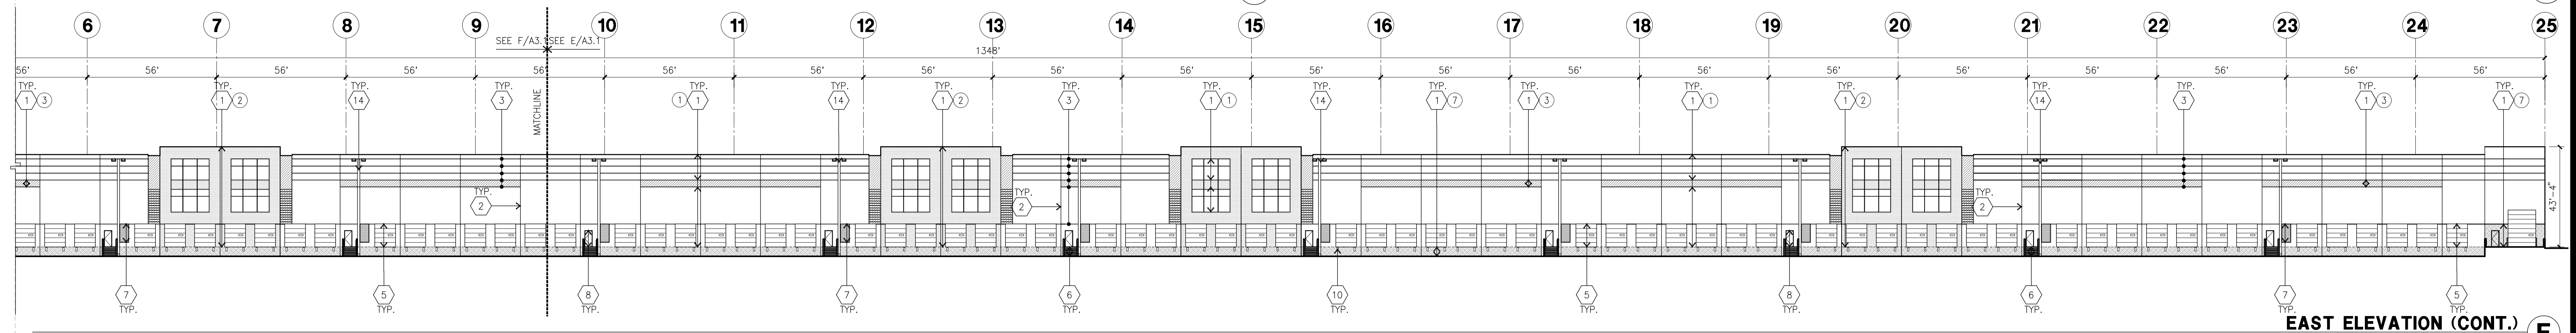 6 7 8 9 10 11 12 13 14 15 16 17 18 19 20 21 22 23 24 25
SEE F/A3.1 SEE E/A3.1
1348'
56' 56' 56' 56' 56' 56' 56' 56' 56' 56' 56' 56' 56' 56' 56' 56' 56' 56' 56' 56'
TYP. TYP. TYP. TYP. TYP. TYP. TYP. TYP. TYP. TYP. TYP. TYP. TYP. TYP. TYP. TYP. TYP. TYP.
1 3 1 2 14 3 1 1 14 1 2 3 1 1 14 1 7 1 3 1 1 1 2 14 3 1 3 1 7
MATCHLINE
TYP. TYP. TYP.
2 2 2
43'-4"
7 5 8 7 6 10 5 8 6 7 5
TYP. TYP. TYP. TYP. TYP. TYP. TYP. TYP. TYP. TYP.
EAST ELEVATION (CONT.)